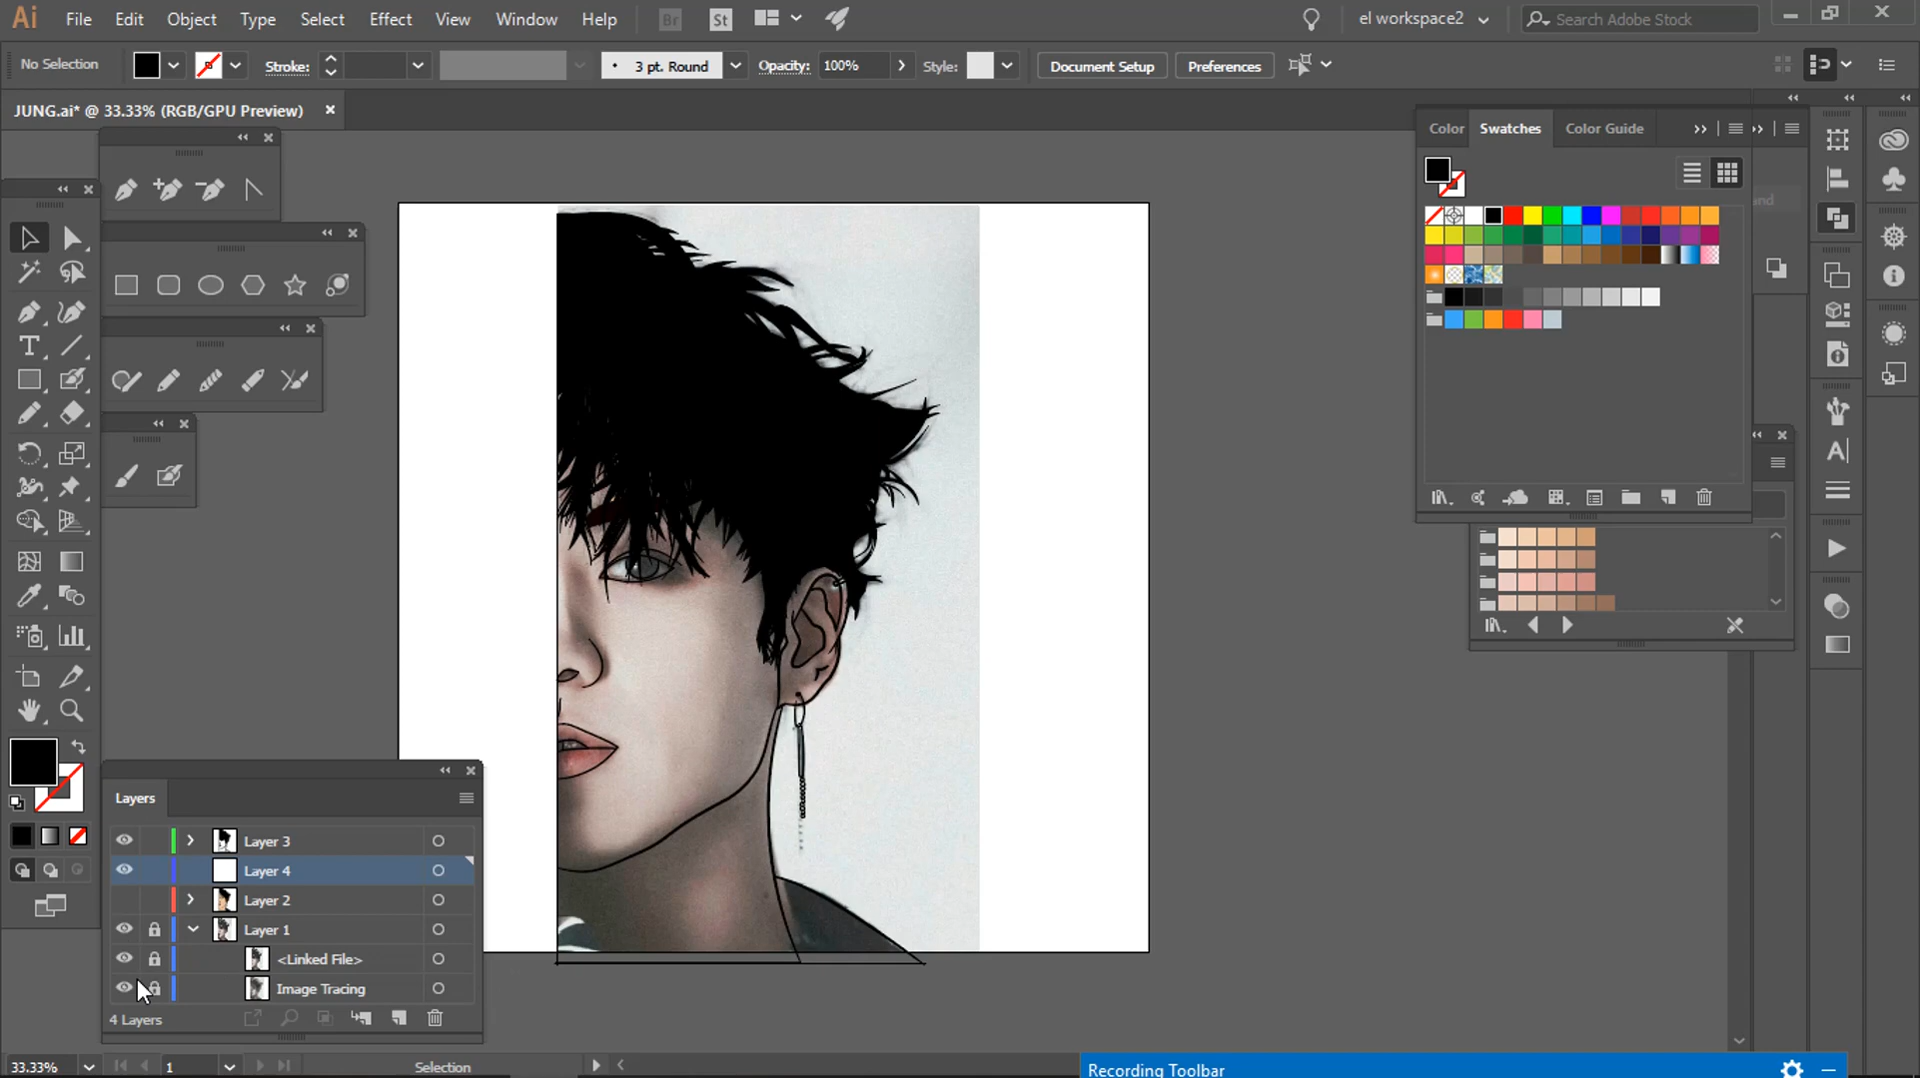 Ai File Edit Object Type Select Effect View Window Help Br St el workspace2 Search Adobe Stock
No Selection Stroke: 3 pt. Round Opacity: 100% Style: Document Setup Preferences
JUNG.ai* @ 33.33% (RGB/GPU Preview)
Color Swatches Color Guide
Layers
Layer 3
Layer 4
Layer 2
Layer 1
<Linked File>
Image Tracing
4 Layers
33.33% 1 Selection
Recording Toolbar